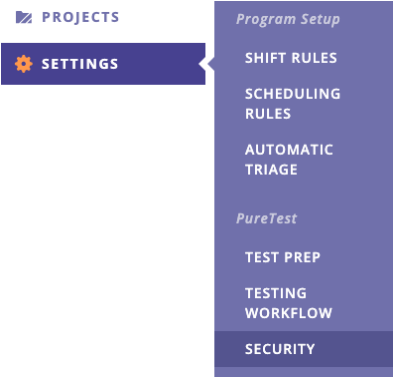 PROJECTS
SETTINGS
Program Setup
SHIFT RULES
SCHEDULING
RULES
AUTOMATIC
TRIAGE
PureTest
TEST PREP
TESTING
WORKFLOW
SECURITY